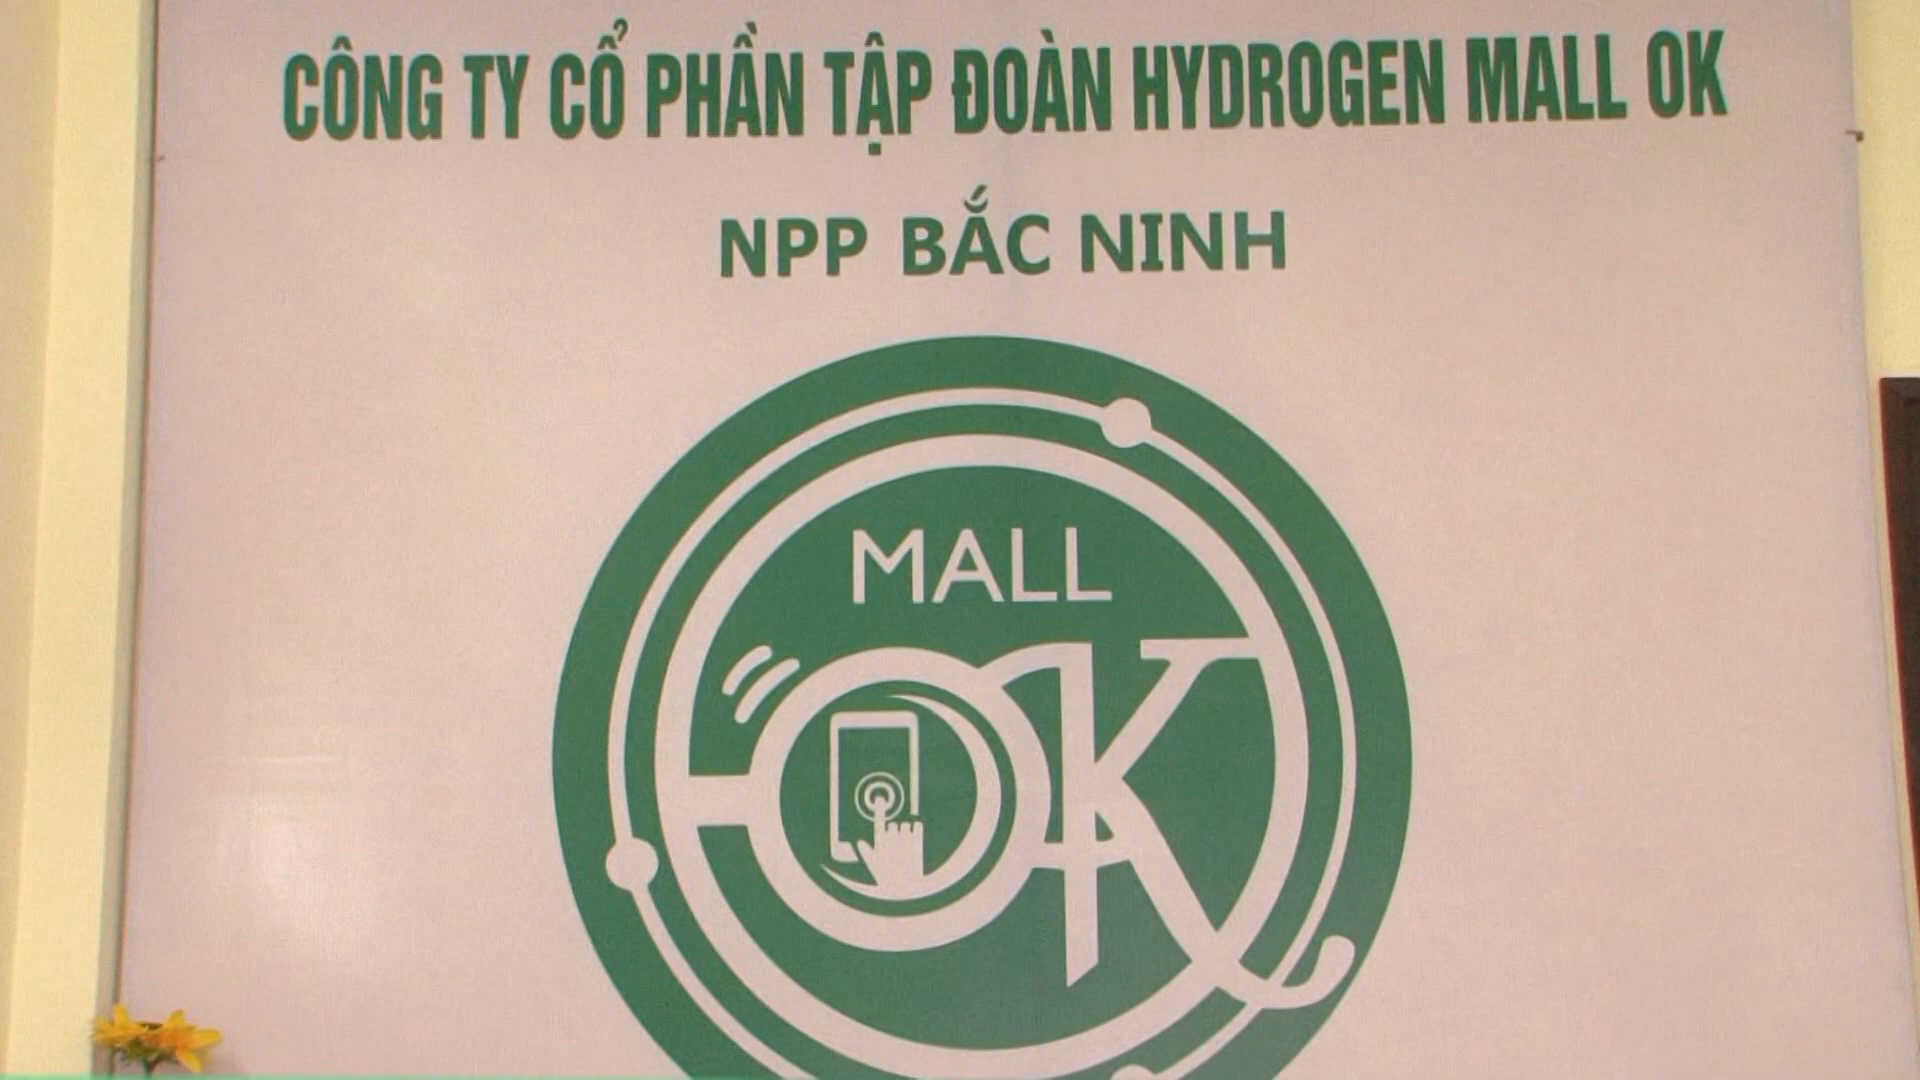 CÔNG TY CỔ PHẦN TẬP ĐOÀN HYDROGEN MALL OK
NPP BẮC NINH
MALL
OK